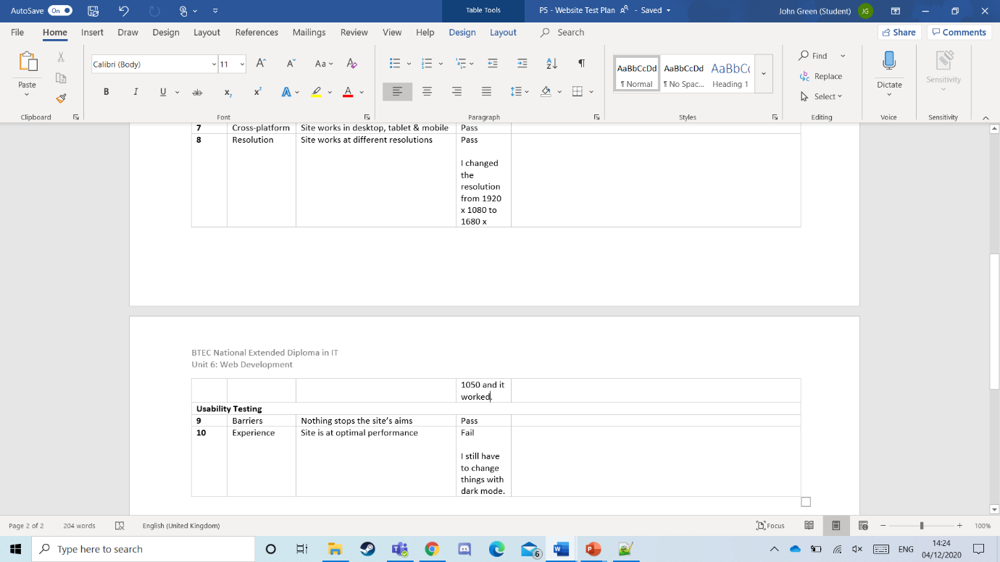 AutoSave On
Table Tools
P5 - Website Test Plan - Saved
John Green (Student) JG
File Home Insert Draw Design Layout References Mailings Review View Help Design Layout Search Share Comments
Paste
Clipboard
Calibri (Body) 11 Aa
B I U ab x₂ x² A A
Font
Paragraph
AaBbCcDd AaBbCcDd AaBbCc
¶ Normal ¶ No Spac... Heading 1
Styles
Find
Replace
Select
Editing
Dictate
Voice
Sensitivity
Sensitivity
7 Cross-platform Site works in desktop, tablet & mobile Pass
8 Resolution Site works at different resolutions Pass
I changed
the
resolution
from 1920
x 1080 to
1680 x
BTEC National Extended Diploma in IT
Unit 6: Web Development
1050 and it
worked.
Usability Testing
9 Barriers Nothing stops the site’s aims Pass
10 Experience Site is at optimal performance Fail
I still have
to change
things with
dark mode.
Page 2 of 2 204 words English (United Kingdom) Focus 100%
Type here to search
6
ENG
14:24
04/12/2020